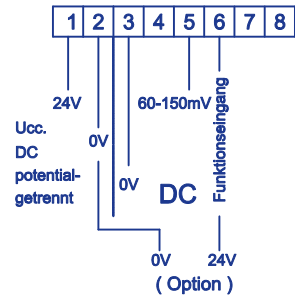 1 2 3 4 5 6 7 8
24V
60-150mV
Funktionseingang
Ucc.
DC
potential-
getrennt
0V
0V
DC
0V
24V
( Option )